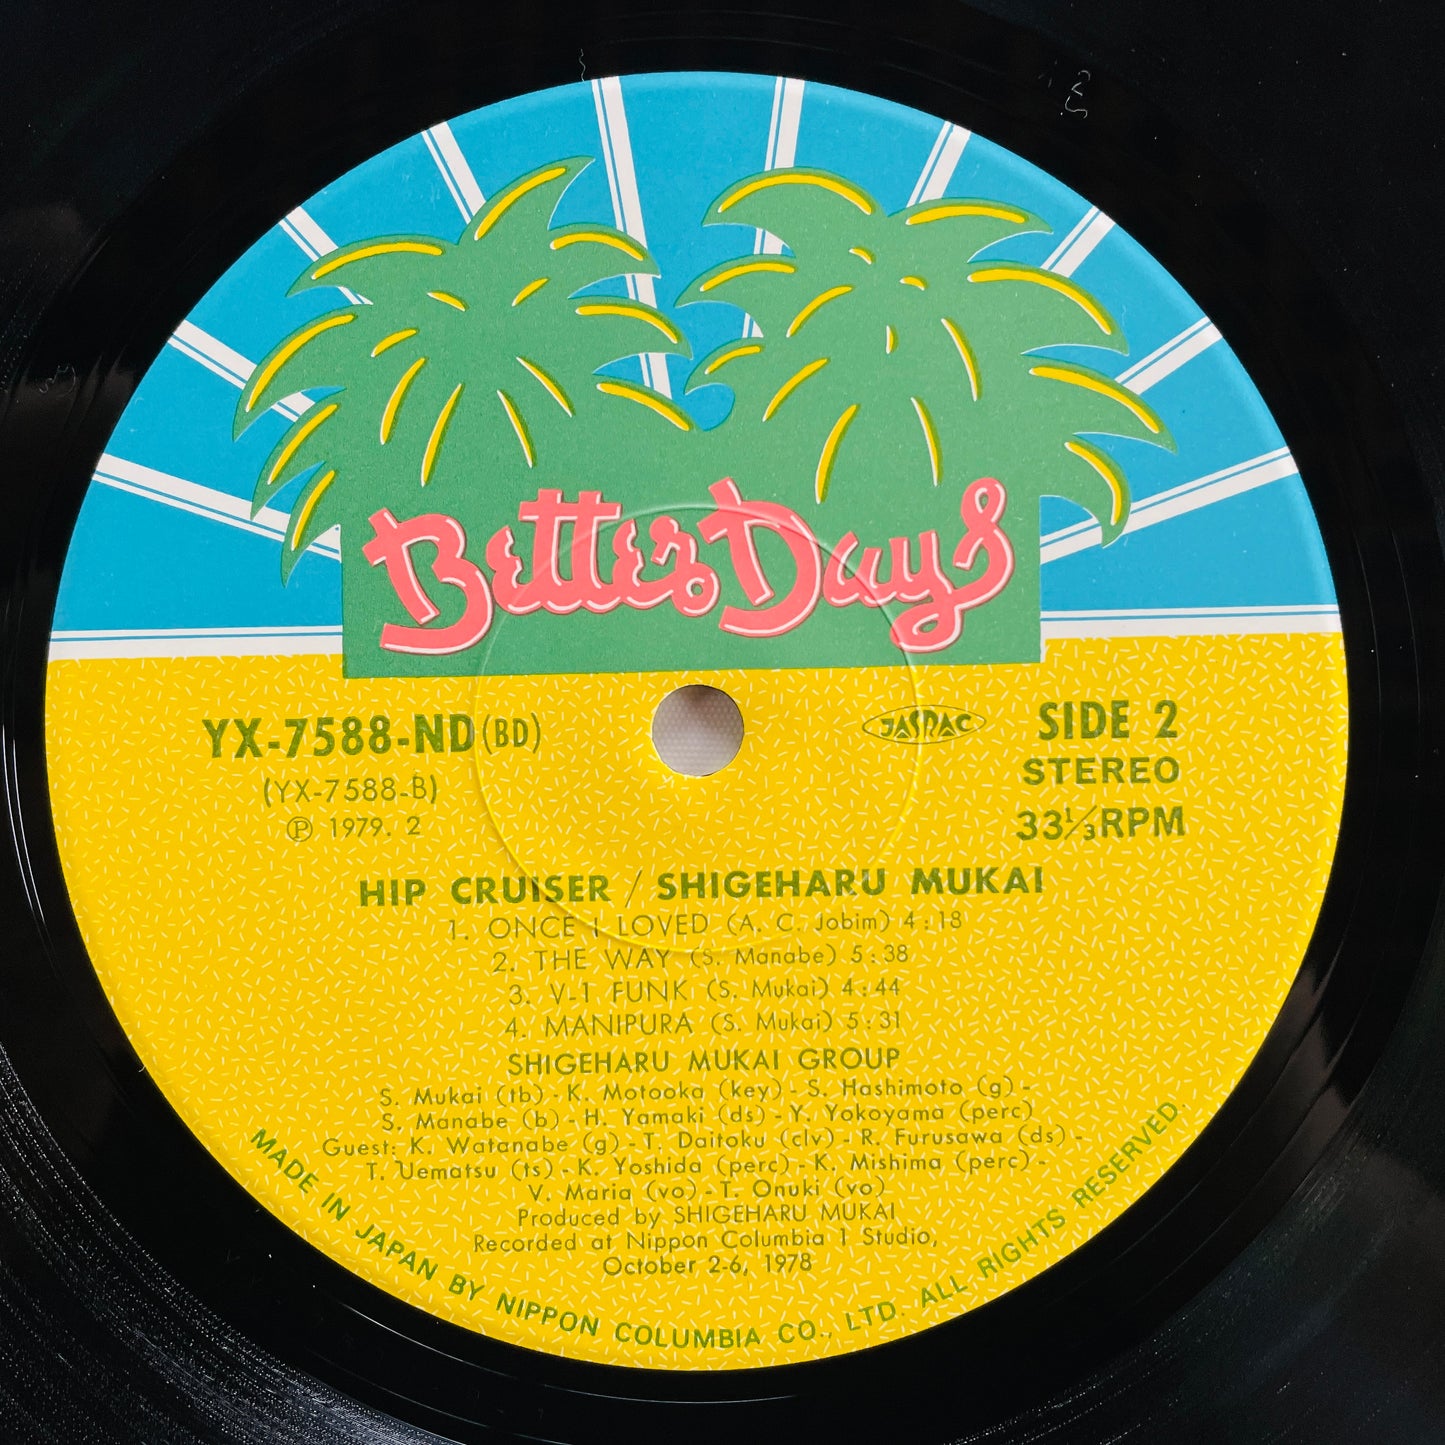 Better Days
YX-7588-ND (BD)
(YX-7588-B)
Ⓟ 1979. 2
JASRAC
SIDE 2
STEREO
33⅓RPM
HIP CRUISER / SHIGEHARU MUKAI
1. ONCE I LOVED (A. C. Jobim) 4:18
2. THE WAY (S. Manabe) 5:38
3. V-1 FUNK (S. Mukai) 4:44
4. MANIPURA (S. Mukai) 5:31
SHIGEHARU MUKAI GROUP
S. Mukai (tb) - K. Motooka (key) - S. Hashimoto (g) -
S. Manabe (b) - H. Yamaki (ds) - Y. Yokoyama (perc)
Guest: K. Watanabe (g) - T. Daitoku (clv) - R. Furusawa (ds) -
T. Uematsu (ts) - K. Yoshida (perc) - K. Mishima (perc) -
V. Maria (vo) - T. Onuki (vo)
Produced by SHIGEHARU MUKAI
Recorded at Nippon Columbia 1 Studio,
October 2-6, 1978
MADE IN JAPAN BY NIPPON COLUMBIA CO., LTD. ALL RIGHTS RESERVED.